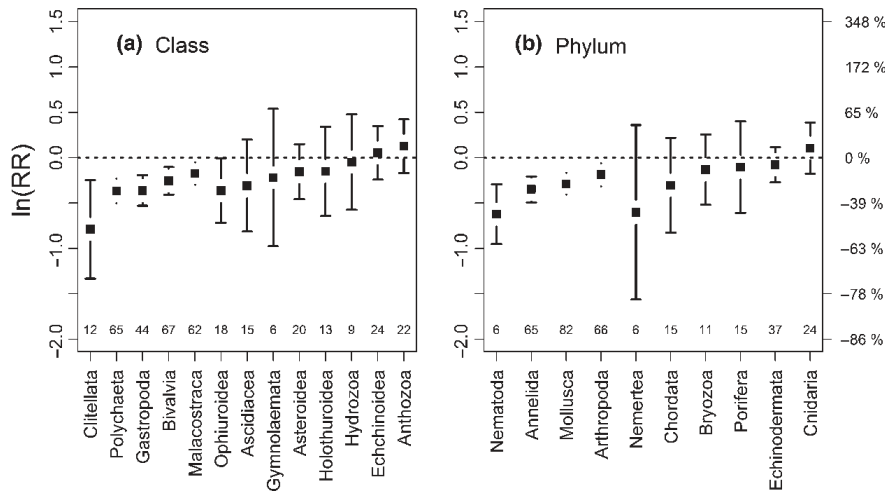 (a) Class
(b) Phylum
ln(RR)
1.5
1.0
0.5
0.0
−1.0
−2.0
348 %
172 %
65 %
0 %
−39 %
−63 %
−78 %
−86 %
12 65 44 67 62 18 15 6 20 13 9 24 22
6 65 82 66 6 15 11 15 37 24
Clitellata
Polychaeta
Gastropoda
Bivalvia
Malacostraca
Ophiuroidea
Ascidiacea
Gymnolaemata
Asteroidea
Holothuroidea
Hydrozoa
Echchinoidea
Anthozoa
1.5
1.0
0.5
0.0
−1.0
−2.0
Nematoda
Annelida
Mollusca
Arthropoda
Nemertea
Chordata
Bryozoa
Porifera
Echinodermata
Cnidaria